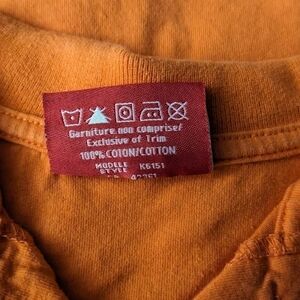 Garniture non comprise/
Exclusive of Trim
100% COTON/COTTON
MODELE
STYLE K6151